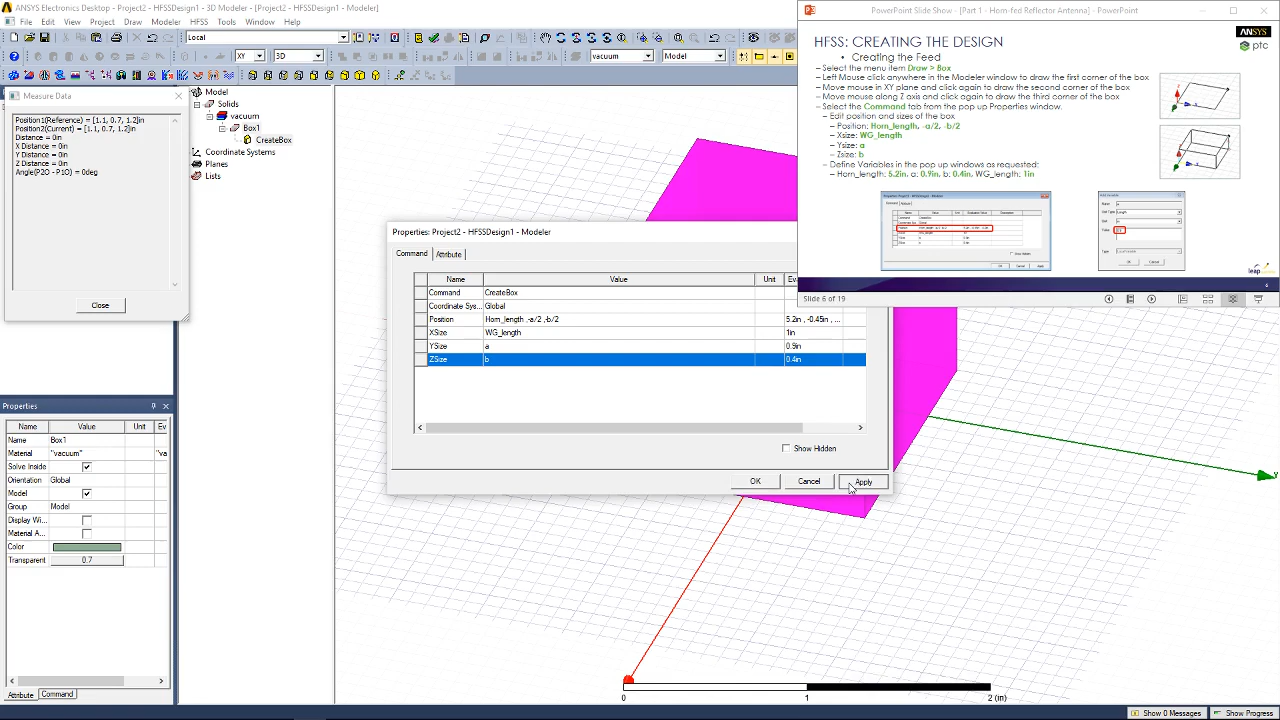 ANSYS Electronics Desktop - Project2 - HFSSDesign1 - 3D Modeler - [Project2 - HFSSDesign1 - Modeler]
File Edit View Project Draw Modeler HFSS Tools Window Help
Local
XY 3D vacuum Model
Measure Data
Position1(Reference) = [1.1, 0.7, 1.2]in
Position2(Current) = [1.1, 0.7, 1.2]in
Distance = 0in
X Distance = 0in
Y Distance = 0in
Z Distance = 0in
Angle(P2O - P1O) = 0deg
Close
Model
Solids
vacuum
Box1
CreateBox
Coordinate Systems
Planes
Lists
Properties
Name Value Unit Ev
Name Box1
Material "vacuum" "va
Solve Inside
Orientation Global
Model
Group Model
Display Wi...
Material A...
Color
Transparent 0.7
Attribute Command
Properties: Project2 - HFSSDesign1 - Modeler
Command Attribute
Name Value Unit Eva
Command CreateBox
Coordinate Sys... Global
Position Horn_length ,-a/2 ,-b/2 5.2in , -0.45in , ...
XSize WG_length 1in
YSize a 0.9in
ZSize b 0.4in
Show Hidden
OK Cancel Apply
PowerPoint Slide Show - [Part 1 - Horn-fed Reflector Antenna] - PowerPoint
HFSS: CREATING THE DESIGN
ANSYS
ptc
• Creating the Feed
– Select the menu item Draw > Box
– Left Mouse click anywhere in the Modeler window to draw the first corner of the box
– Move mouse in XY plane and click again to draw the second corner of the box
– Move mouse along Z axis and click again to draw the third corner of the box
– Select the Command tab from the pop up Properties window.
– Edit position and sizes of the box
– Position: Horn_length, -a/2, -b/2
– Xsize: WG_length
– Ysize: a
– Zsize: b
– Define Variables in the pop up windows as requested:
– Horn_length: 5.2in, a: 0.9in, b: 0.4in, WG_length: 1in
leap
6
Slide 6 of 19
Y
0 1 2 (in)
Show 0 Messages Show Progress